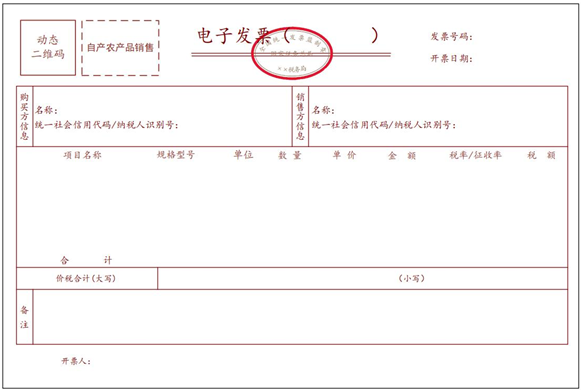 动态
二维码
自产农产品销售
电子发票（ ）
发票号码：
开票日期：
购买方信息
名称：
统一社会信用代码/纳税人识别号：
销售方信息
名称：
统一社会信用代码/纳税人识别号：
项目名称 规格型号 单位 数量 单价 金额 税率/征收率 税额
合计
价税合计(大写) （小写）
备注
开票人：